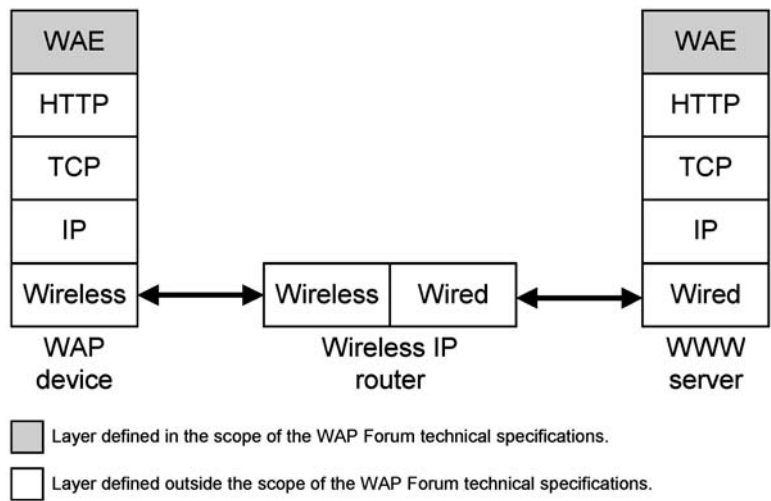 WAE
HTTP
TCP
IP
Wireless
WAP
device
Wireless Wired
Wireless IP
router
WAE
HTTP
TCP
IP
Wired
WWW
server
Layer defined in the scope of the WAP Forum technical specifications.
Layer defined outside the scope of the WAP Forum technical specifications.